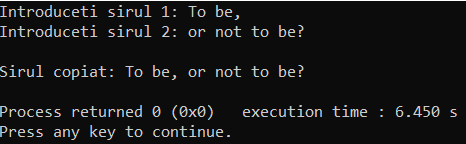 Introduceti sirul 1: To be,
Introduceti sirul 2: or not to be?
Sirul copiat: To be, or not to be?
Process returned 0 (0x0)   execution time : 6.450 s
Press any key to continue.